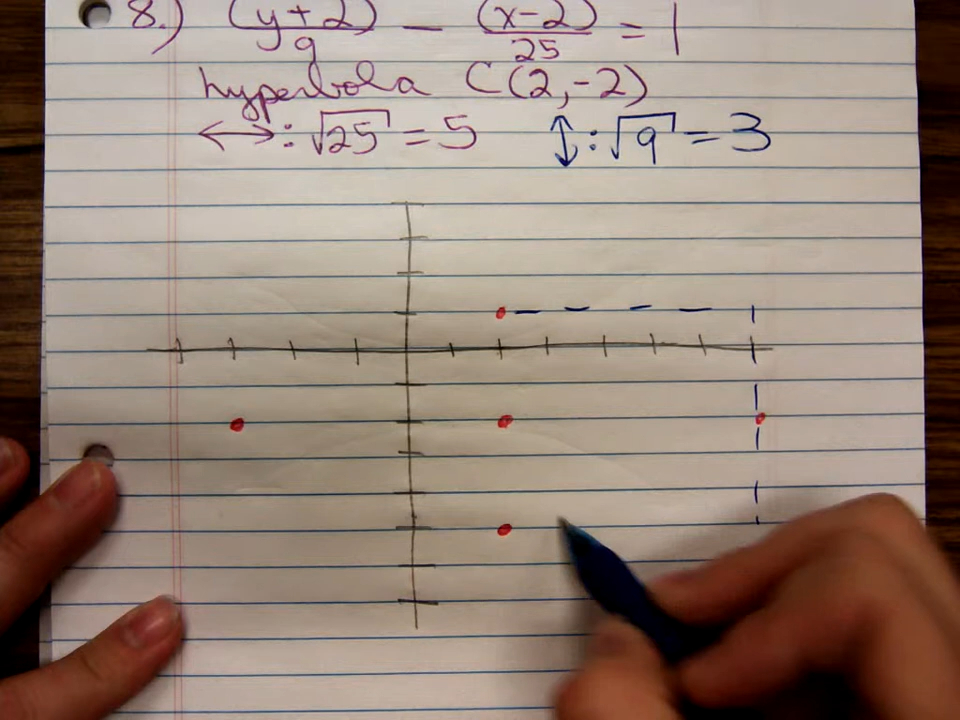 8.) (y+2)/9 - (x-2)/25 = 1
hyperbola C(2,-2)
↔: √25 = 5 ↕: √9 = 3